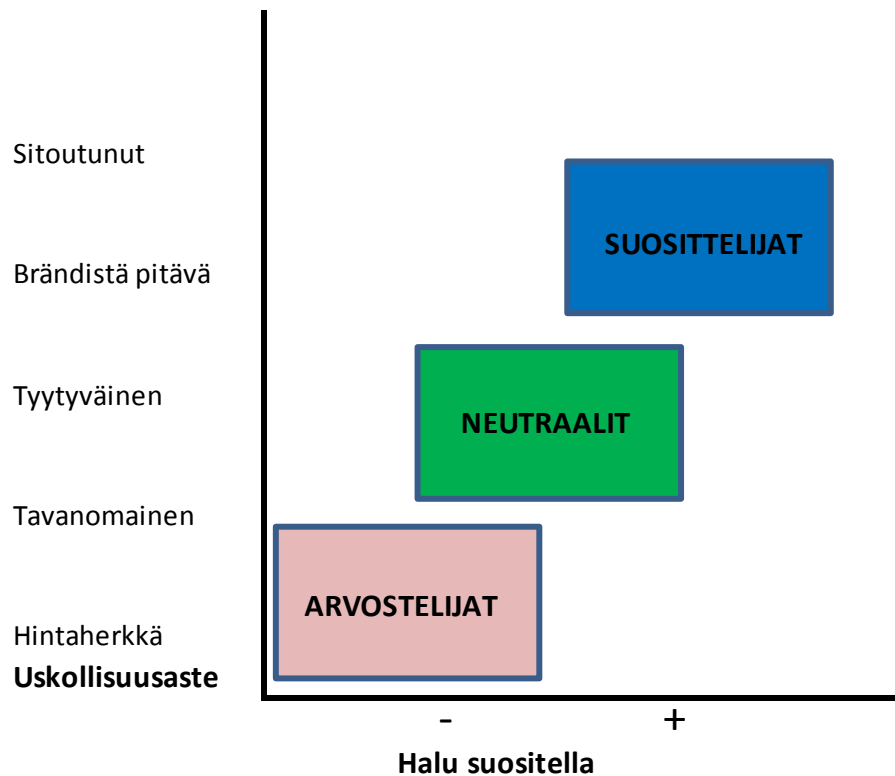 Sitoutunut
SUOSITTELIJAT
Brändistä pitävä
Tyytyväinen
NEUTRAALIT
Tavanomainen
ARVOSTELIJAT
Hintaherkkä
Uskollisuusaste
- +
Halu suositella